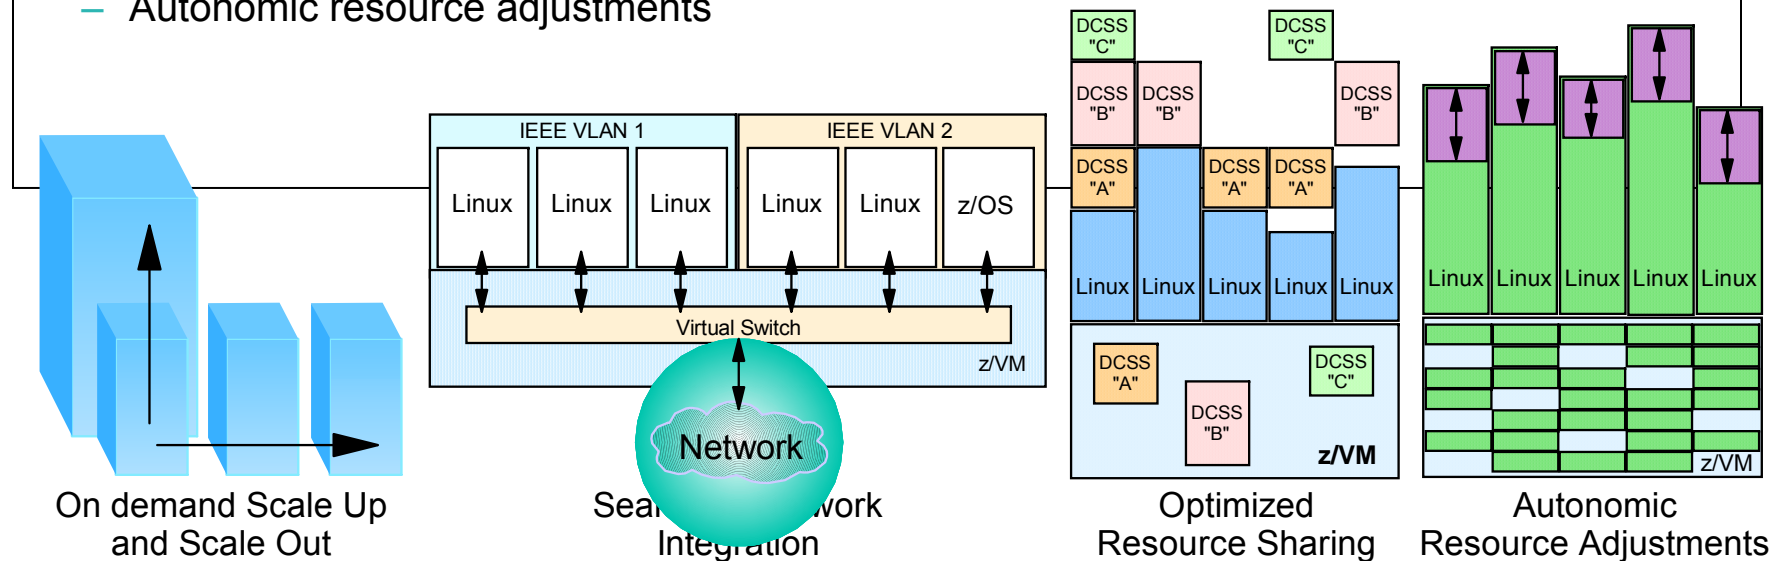 – Autonomic resource adjustments
IEEE VLAN 1
IEEE VLAN 2
Linux
Linux
Linux
Linux
Linux
z/OS
Virtual Switch
z/VM
Network
DCSS
"C"
DCSS
"C"
DCSS
"B"
DCSS
"B"
DCSS
"B"
DCSS
"A"
DCSS
"A"
DCSS
"A"
Linux
Linux
Linux
Linux
Linux
DCSS
"A"
DCSS
"B"
DCSS
"C"
z/VM
Linux
Linux
Linux
Linux
Linux
z/VM
On demand Scale Up
and Scale Out
Integration
Optimized
Resource Sharing
Autonomic
Resource Adjustments